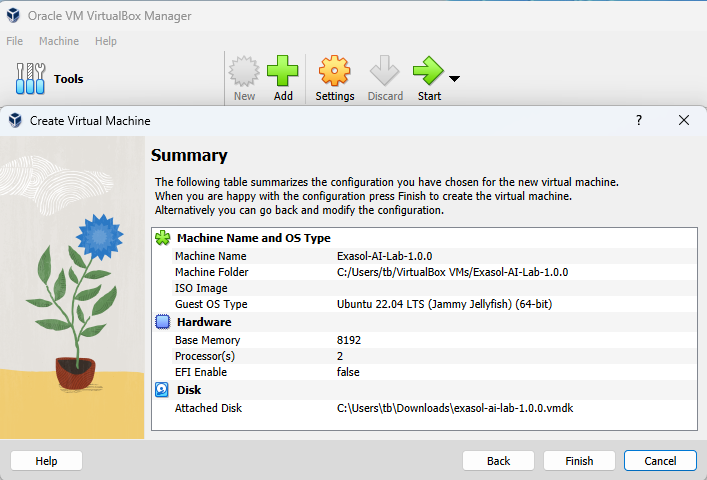 Oracle VM VirtualBox Manager
File Machine Help
Tools
New Add Settings Discard Start
Create Virtual Machine ?
Summary
The following table summarizes the configuration you have chosen for the new virtual machine.
When you are happy with the configuration press Finish to create the virtual machine.
Alternatively you can go back and modify the configuration.
Machine Name and OS Type
Machine Name Exasol-AI-Lab-1.0.0
Machine Folder C:/Users/tb/VirtualBox VMs/Exasol-AI-Lab-1.0.0
ISO Image
Guest OS Type Ubuntu 22.04 LTS (Jammy Jellyfish) (64-bit)
Hardware
Base Memory 8192
Processor(s) 2
EFI Enable false
Disk
Attached Disk C:\Users\tb\Downloads\exasol-ai-lab-1.0.0.vmdk
Help Back Finish Cancel